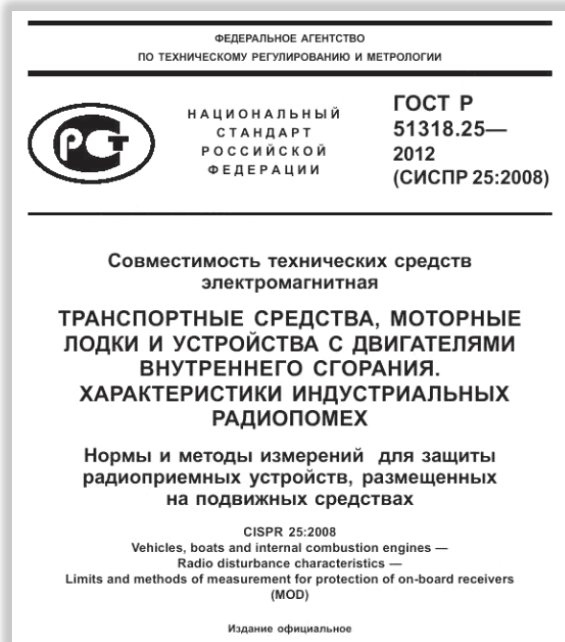 ФЕДЕРАЛЬНОЕ АГЕНТСТВО
ПО ТЕХНИЧЕСКОМУ РЕГУЛИРОВАНИЮ И МЕТРОЛОГИИ
РСТ
НАЦИОНАЛЬНЫЙ
СТАНДАРТ
РОССИЙСКОЙ
ФЕДЕРАЦИИ
ГОСТ Р
51318.25—
2012
(СИСПР 25:2008)
Совместимость технических средств
электромагнитная
ТРАНСПОРТНЫЕ СРЕДСТВА, МОТОРНЫЕ
ЛОДКИ И УСТРОЙСТВА С ДВИГАТЕЛЯМИ
ВНУТРЕННЕГО СГОРАНИЯ.
ХАРАКТЕРИСТИКИ ИНДУСТРИАЛЬНЫХ
РАДИОПОМЕХ
Нормы и методы измерений для защиты
радиоприемных устройств, размещенных
на подвижных средствах
CISPR 25:2008
Vehicles, boats and internal combustion engines —
Radio disturbance characteristics —
Limits and methods of measurement for protection of on-board receivers
(MOD)
Издание официальное